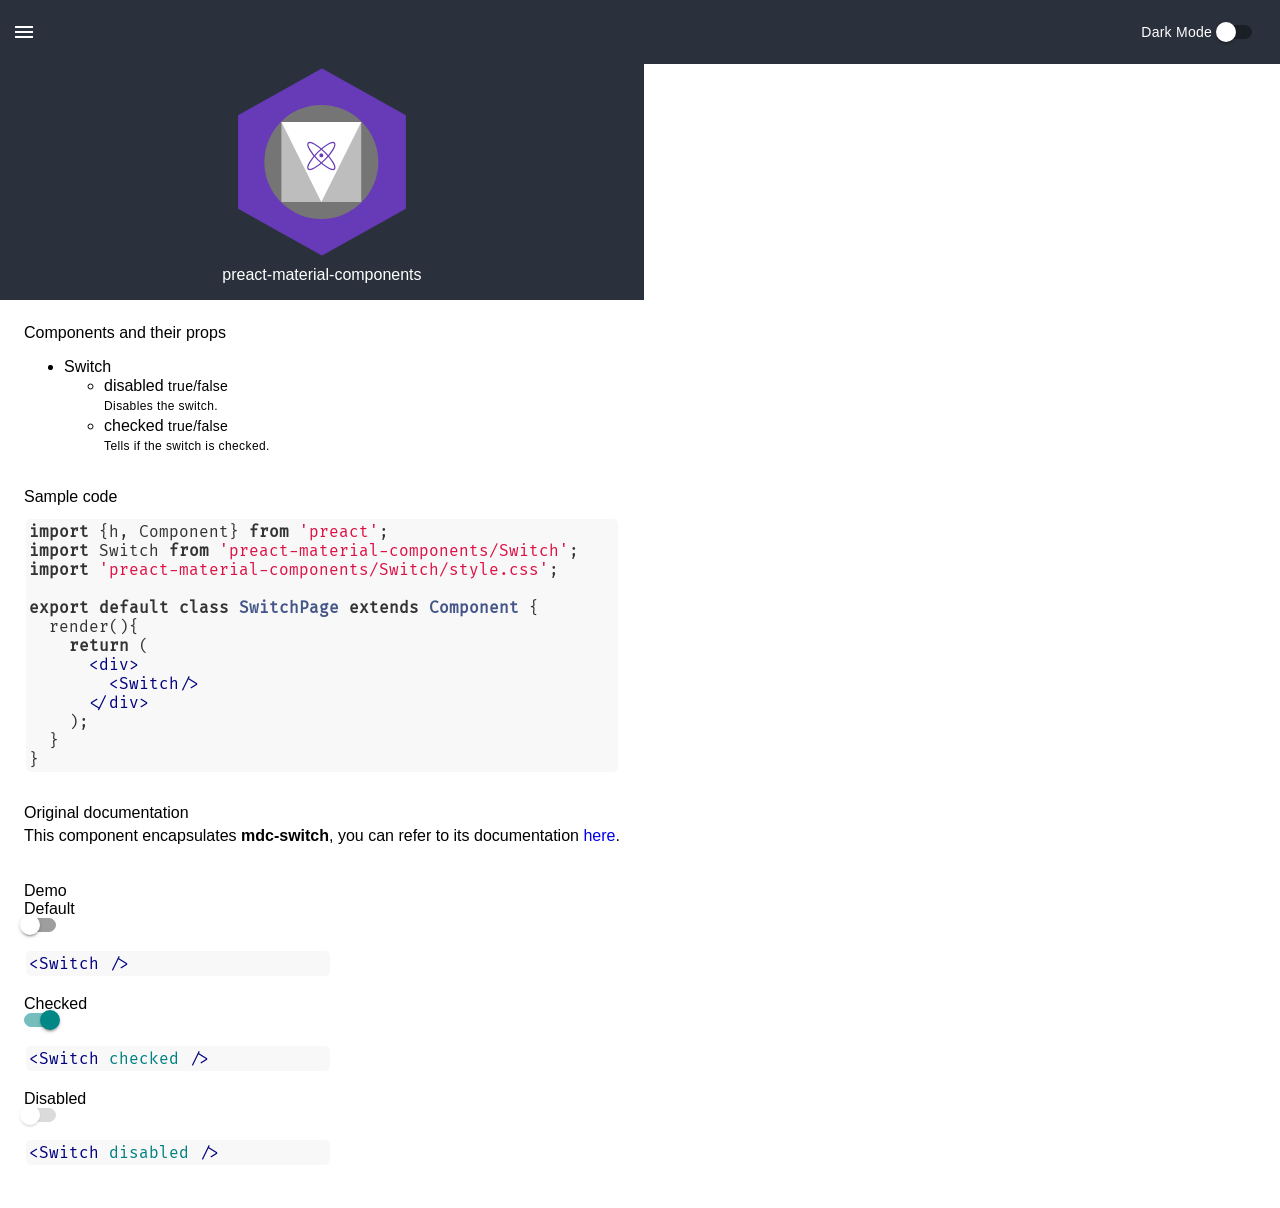 Dark Mode
preact-material-components
Components and their props
Switch
disabled true/false
Disables the switch.
checked true/false
Tells if the switch is checked.
Sample code
import {h, Component} from 'preact';
import Switch from 'preact-material-components/Switch';
import 'preact-material-components/Switch/style.css';
export default class SwitchPage extends Component {
render(){
return (
<div>
<Switch/>
</div>
);
}
}
Original documentation
This component encapsulates mdc-switch, you can refer to its documentation here.
Demo
Default
<Switch />
Checked
<Switch checked />
Disabled
<Switch disabled />